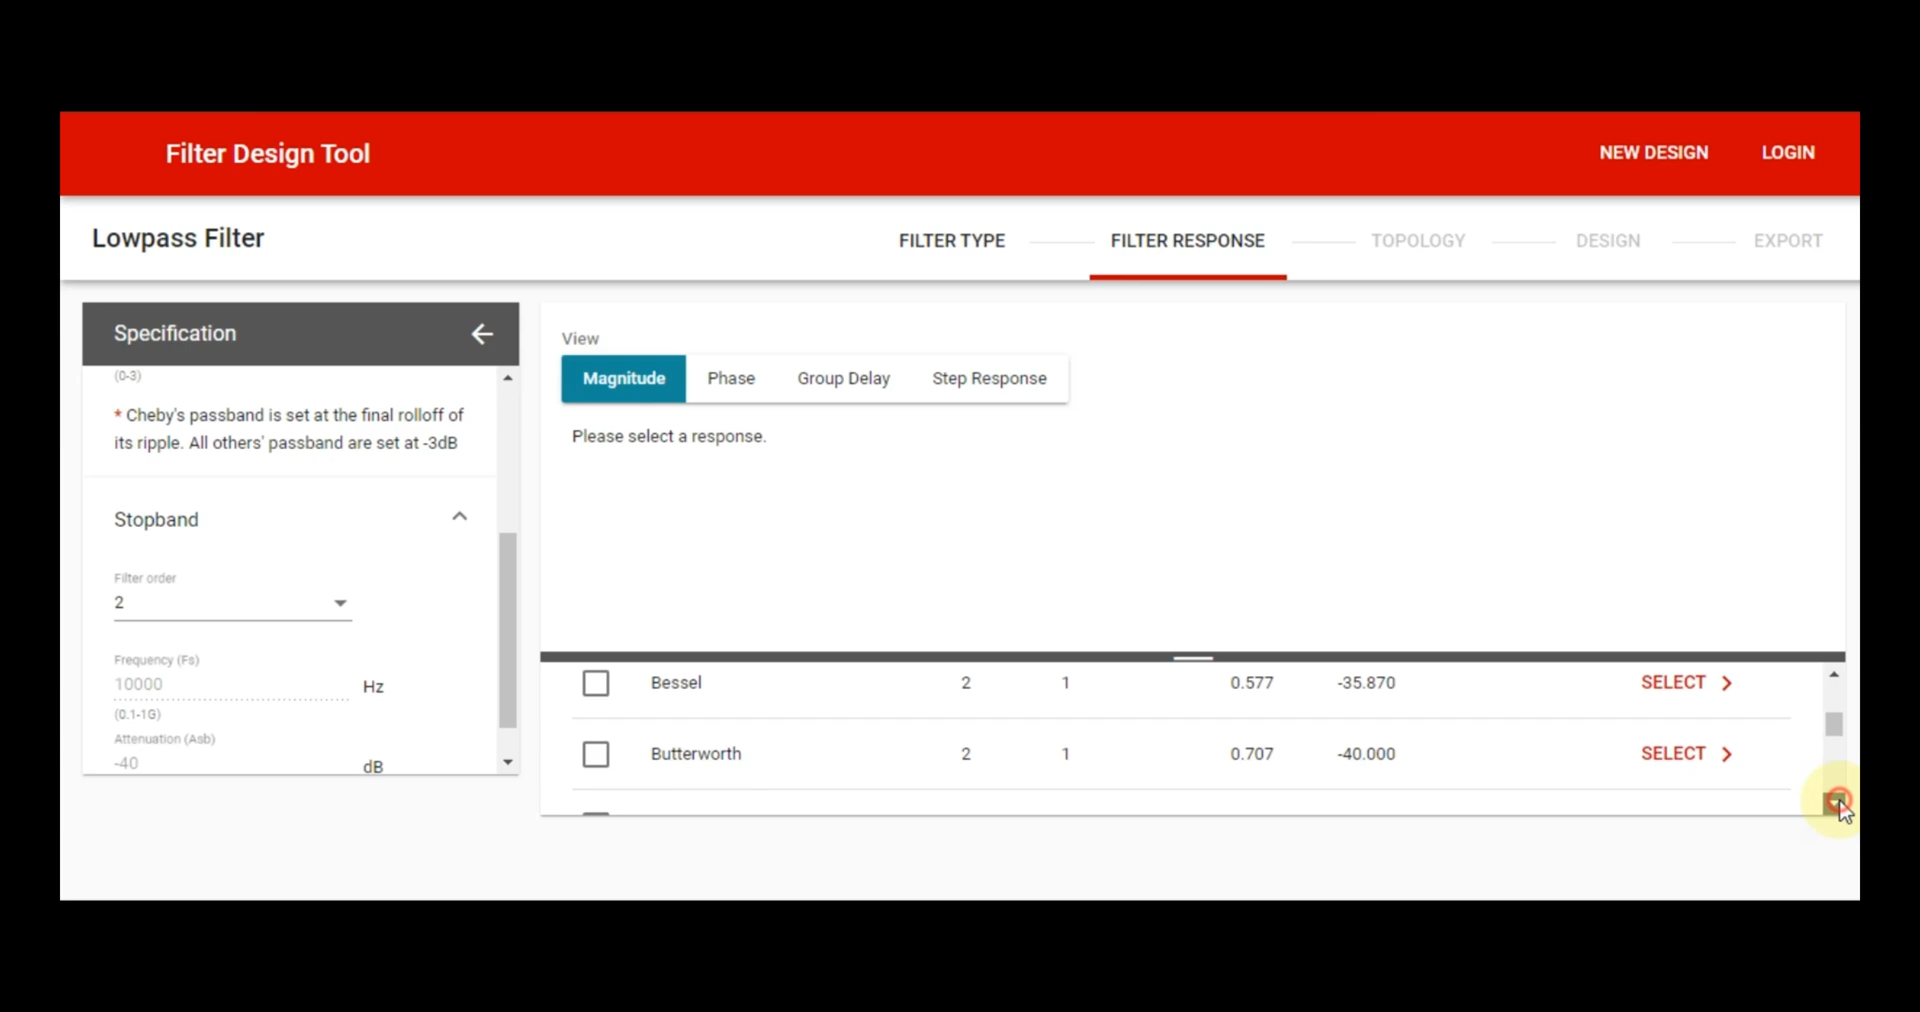 Filter Design Tool
NEW DESIGN
LOGIN
Lowpass Filter
FILTER TYPE
FILTER RESPONSE
TOPOLOGY
DESIGN
EXPORT
Specification
(0-3)
* Cheby's passband is set at the final rolloff of
its ripple. All others' passband are set at -3dB
Stopband
Filter order
2
Frequency (Fs)
10000 Hz
(0.1-1G)
Attenuation (Asb)
-40 dB
View
Magnitude Phase Group Delay Step Response
Please select a response.
Bessel 2 1 0.577 -35.870 SELECT
Butterworth 2 1 0.707 -40.000 SELECT